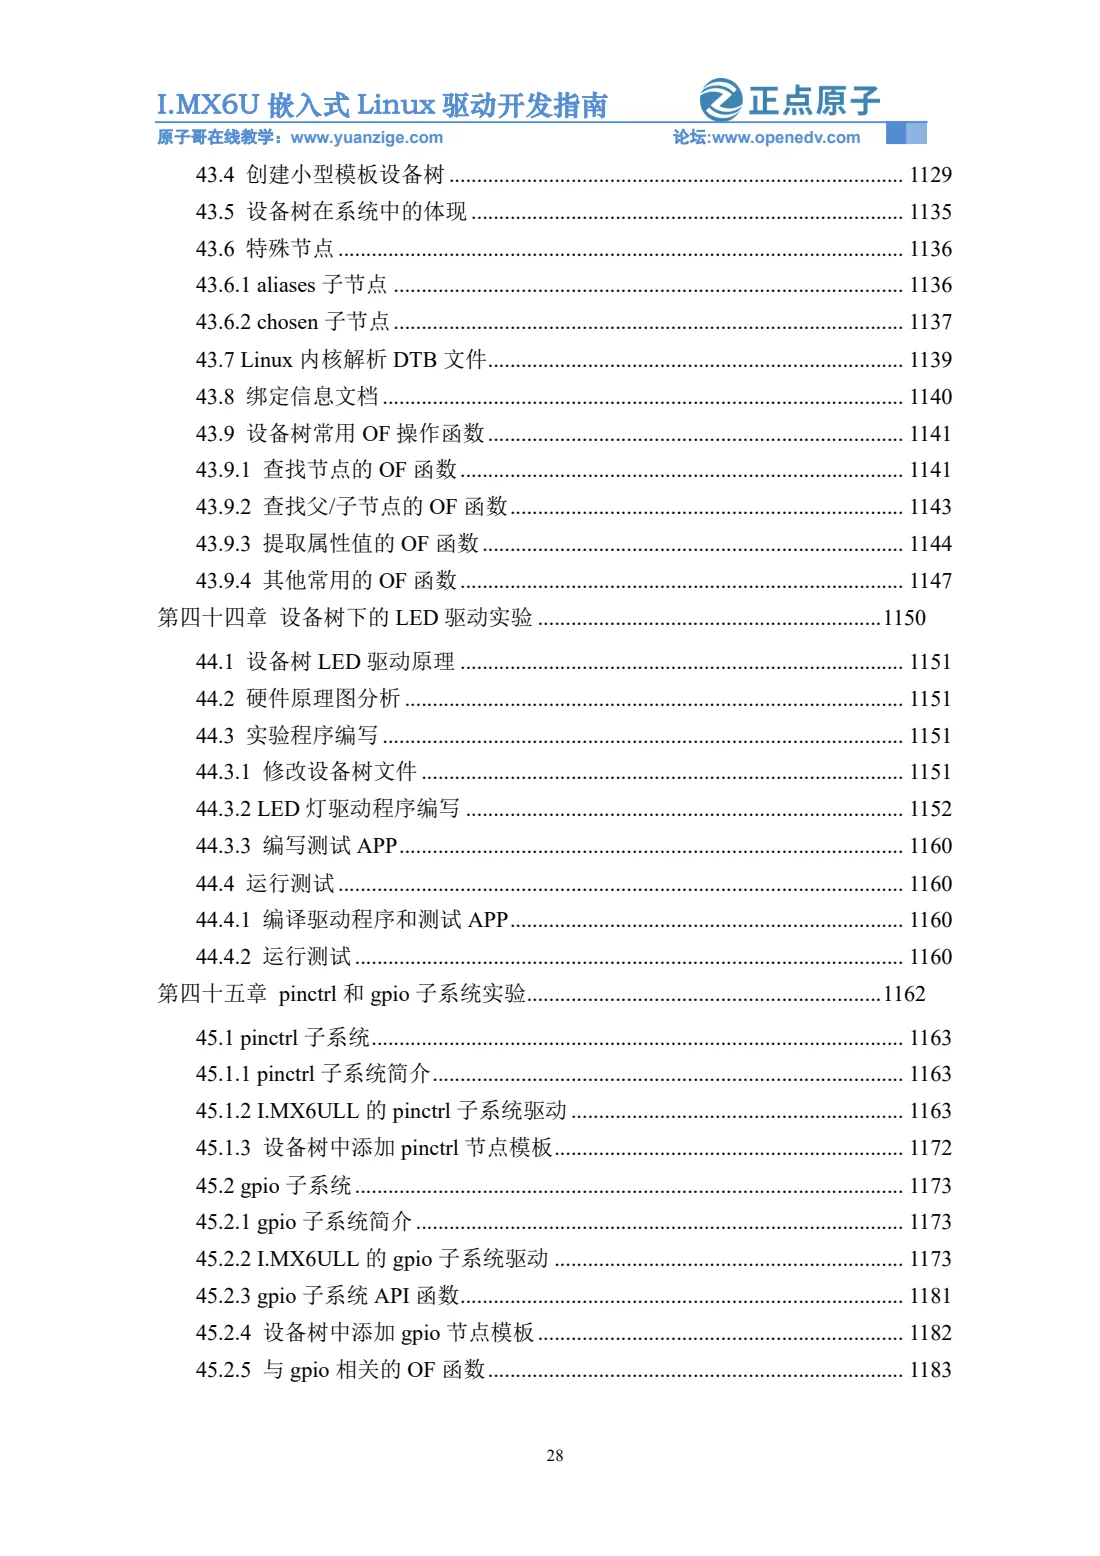 I.MX6U 嵌入式 Linux 驱动开发指南
正点原子
原子哥在线教学：www.yuanzige.com 论坛:www.openedv.com
43.4 创建小型模板设备树 ........ 1129
43.5 设备树在系统中的体现 ........ 1135
43.6 特殊节点 ........ 1136
43.6.1 aliases 子节点 ........ 1136
43.6.2 chosen 子节点 ........ 1137
43.7 Linux 内核解析 DTB 文件 ........ 1139
43.8 绑定信息文档 ........ 1140
43.9 设备树常用 OF 操作函数 ........ 1141
43.9.1 查找节点的 OF 函数 ........ 1141
43.9.2 查找父/子节点的 OF 函数 ........ 1143
43.9.3 提取属性值的 OF 函数 ........ 1144
43.9.4 其他常用的 OF 函数 ........ 1147
第四十四章 设备树下的 LED 驱动实验 ........ 1150
44.1 设备树 LED 驱动原理 ........ 1151
44.2 硬件原理图分析 ........ 1151
44.3 实验程序编写 ........ 1151
44.3.1 修改设备树文件 ........ 1151
44.3.2 LED 灯驱动程序编写 ........ 1152
44.3.3 编写测试 APP ........ 1160
44.4 运行测试 ........ 1160
44.4.1 编译驱动程序和测试 APP ........ 1160
44.4.2 运行测试 ........ 1160
第四十五章 pinctrl 和 gpio 子系统实验 ........ 1162
45.1 pinctrl 子系统 ........ 1163
45.1.1 pinctrl 子系统简介 ........ 1163
45.1.2 I.MX6ULL 的 pinctrl 子系统驱动 ........ 1163
45.1.3 设备树中添加 pinctrl 节点模板 ........ 1172
45.2 gpio 子系统 ........ 1173
45.2.1 gpio 子系统简介 ........ 1173
45.2.2 I.MX6ULL 的 gpio 子系统驱动 ........ 1173
45.2.3 gpio 子系统 API 函数 ........ 1181
45.2.4 设备树中添加 gpio 节点模板 ........ 1182
45.2.5 与 gpio 相关的 OF 函数 ........ 1183
28